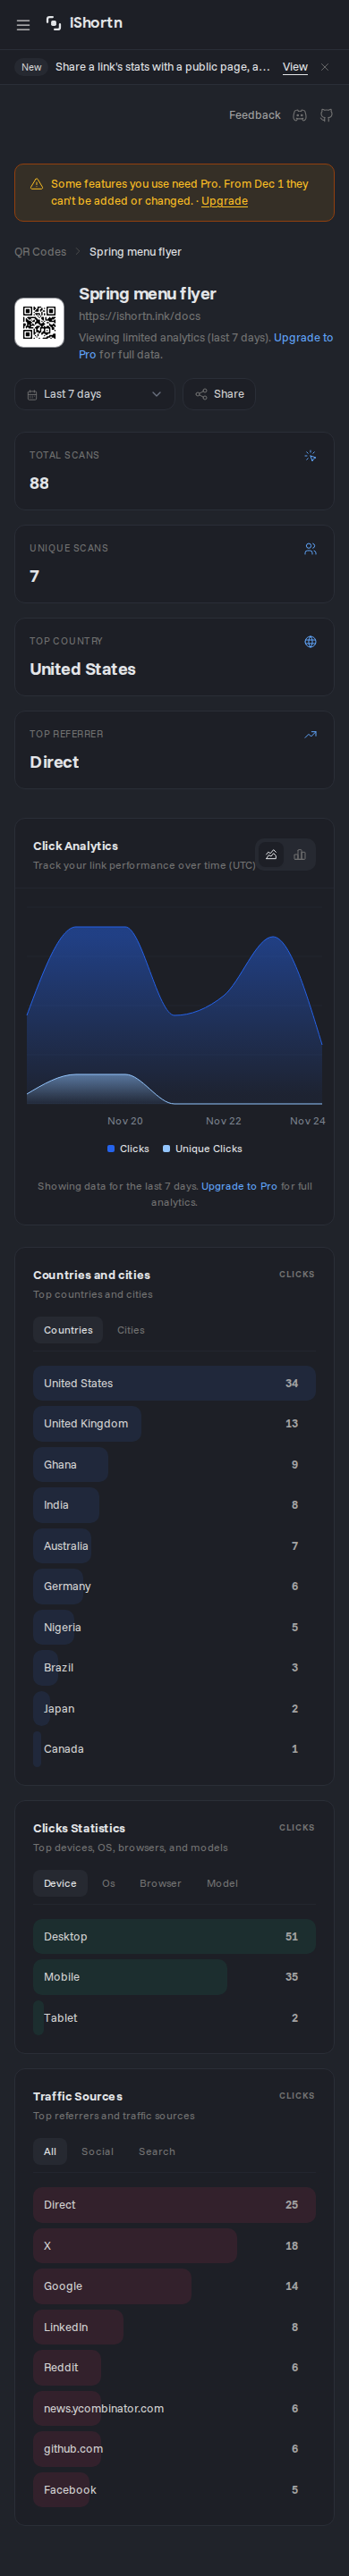 IShortn
New Share a link's stats with a public page, a... View
Feedback
Some features you use need Pro. From Dec 1 they
can't be added or changed. · Upgrade
QR Codes Spring menu flyer
Spring menu flyer
https://ishortn.ink/docs
Viewing limited analytics (last 7 days). Upgrade to
Pro for full data.
Last 7 days Share
TOTAL SCANS
88
UNIQUE SCANS
7
TOP COUNTRY
United States
TOP REFERRER
Direct
Click Analytics
Track your link performance over time (UTC)
Nov 20 Nov 22 Nov 24
Clicks Unique Clicks
Showing data for the last 7 days. Upgrade to Pro for full
analytics.
Countries and cities CLICKS
Top countries and cities
Countries Cities
United States 34
United Kingdom 13
Ghana 9
India 8
Australia 7
Germany 6
Nigeria 5
Brazil 3
Japan 2
Canada 1
Clicks Statistics CLICKS
Top devices, OS, browsers, and models
Device Os Browser Model
Desktop 51
Mobile 35
Tablet 2
Traffic Sources CLICKS
Top referrers and traffic sources
All Social Search
Direct 25
X 18
Google 14
LinkedIn 8
Reddit 6
news.ycombinator.com 6
github.com 6
Facebook 5